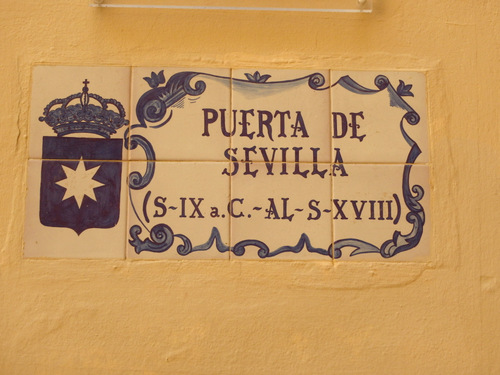 PUERTA DE
SEVILLA
(S-IX a.C.-AL-S-XVIII)